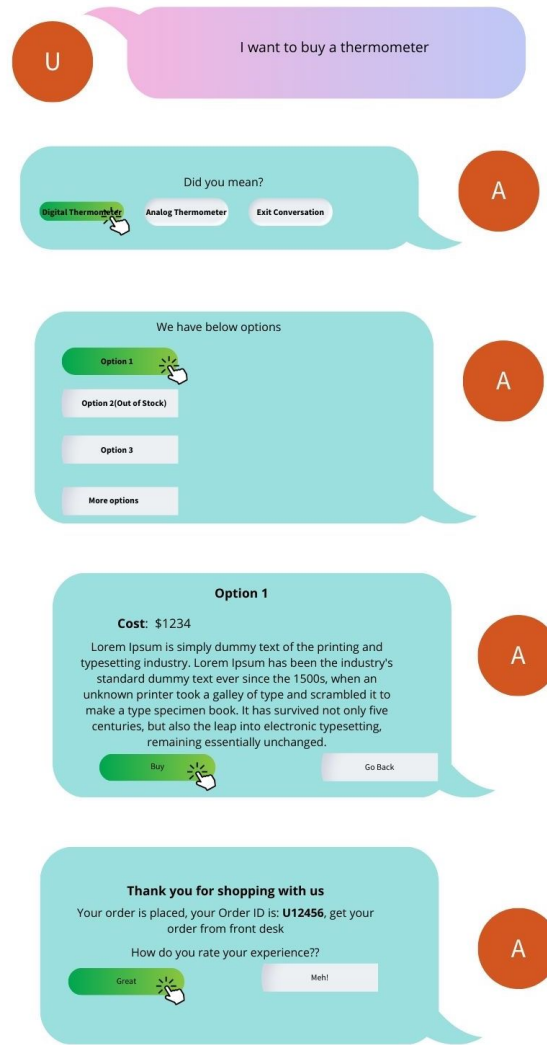 U
I want to buy a thermometer
Did you mean?
A
Digital Thermometer
Analog Thermometer
Exit Conversation
We have below options
Option 1
A
Option 2(Out of Stock)
Option 3
More options
Option 1
Cost: $1234
Lorem Ipsum is simply dummy text of the printing and
typesetting industry. Lorem Ipsum has been the industry's
standard dummy text ever since the 1500s, when an
unknown printer took a galley of type and scrambled it to
make a type specimen book. It has survived not only five
centuries, but also the leap into electronic typesetting,
remaining essentially unchanged.
A
Buy
Go Back
Thank you for shopping with us
Your order is placed, your Order ID is: U12456, get your
order from front desk
How do you rate your experience??
A
Great
Meh!